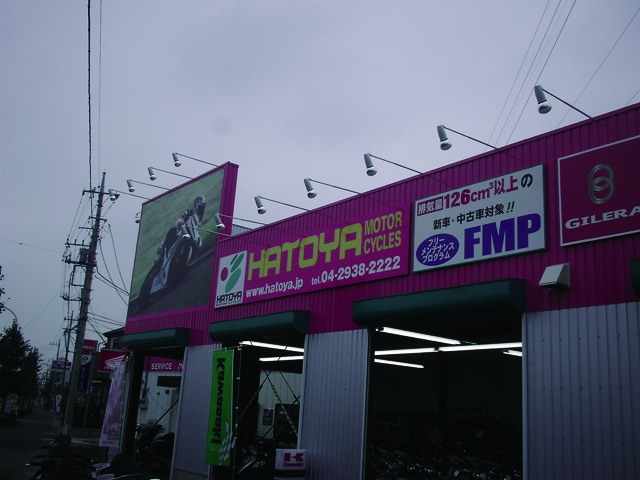 HATOYA
MOTOR
CYCLES
HATOYA
www.hatoya.jp
tel.04-2938-2222
排気量126cm³以上の
新車・中古車対象!!
フリー
メンテナンス
プログラム
FMP
GILERA
SERVICE
Kawasaki